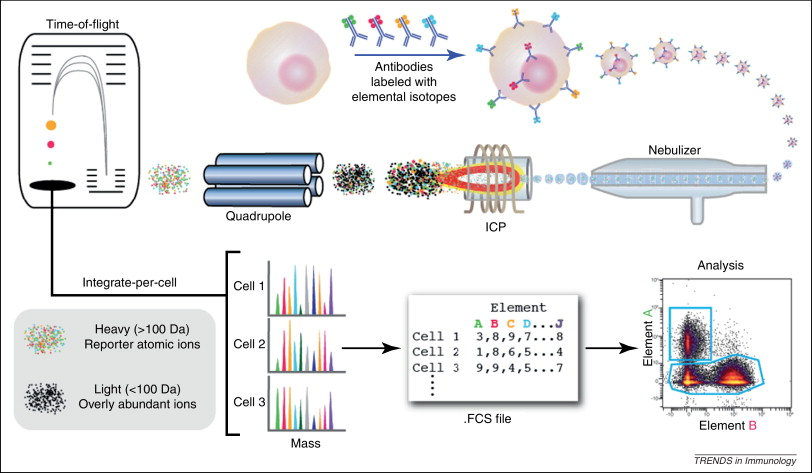 Time-of-flight
Antibodies
labeled with
elemental isotopes
Nebulizer
Quadrupole
ICP
Integrate-per-cell
Cell 1
Cell 2
Cell 3
Mass
Heavy (>100 Da)
Reporter atomic ions
Light (<100 Da)
Overly abundant ions
Element
A B C D...J
Cell 1 3,8,9,7...8
Cell 2 1,8,6,5...4
Cell 3 9,9,4,5...7
.FCS file
Analysis
Element A
Element B
TRENDS in Immunology